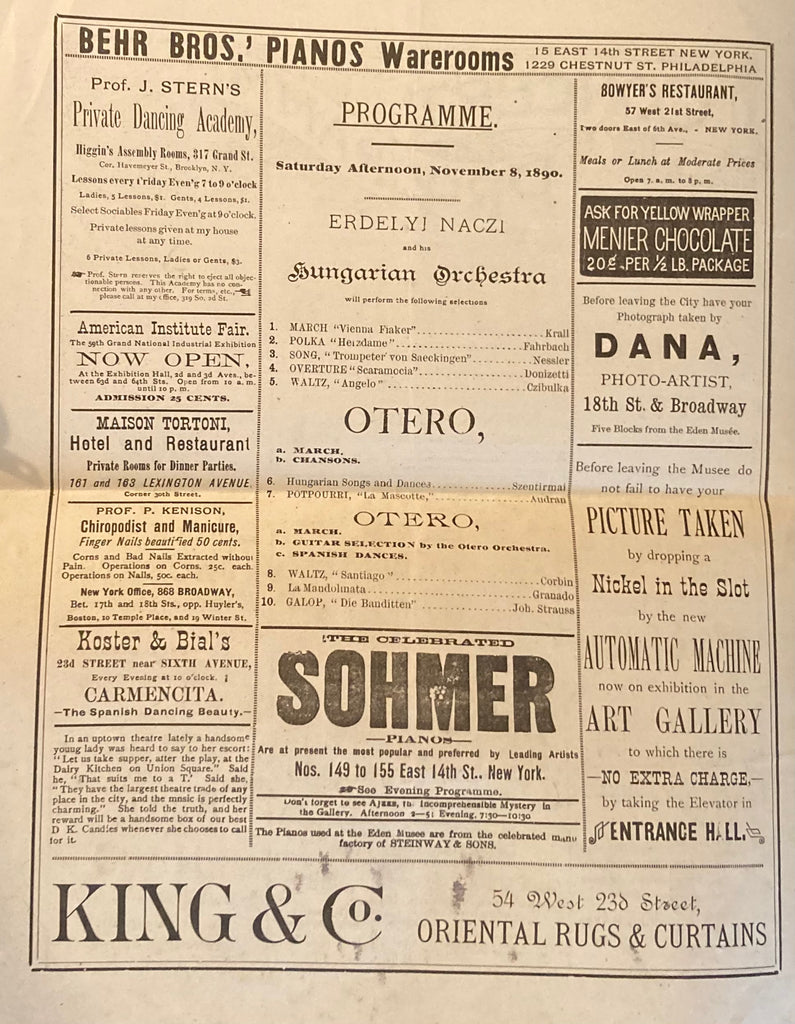 BEHR BROS.' PIANOS Warerooms
15 EAST 14th STREET NEW YORK.
1229 CHESTNUT ST. PHILADELPHIA
Prof. J. STERN'S
Private Dancing Academy,
Higgin's Assembly Rooms, 317 Grand St.
Cor. Havemeyer St., Brooklyn, N. Y.
Lessons every Friday Even'g 7 to 9 o'clock
Ladies, 5 Lessons, $1. Gents, 4 Lessons, $1.
Select Sociables Friday Even'g at 9 o'clock.
Private lessons given at my house
at any time.
6 Private Lessons, Ladies or Gents, $3.
Prof. Stern reserves the right to eject all objec-
tionable persons. This Academy has no con-
nection with any other. For terms, etc.,
please call at my office, 319 So. 2d St.
American Institute Fair.
The 59th Grand National Industrial Exhibition
NOW OPEN,
At the Exhibition Hall, 2d and 3d Aves., be-
tween 63d and 64th Sts. Open from 10 a. m.
until 10 p. m.
ADMISSION 25 CENTS.
MAISON TORTONI,
Hotel and Restaurant
Private Rooms for Dinner Parties.
161 and 163 LEXINGTON AVENUE.
Corner 30th Street.
PROF. P. KENISON,
Chiropodist and Manicure,
Finger Nails beautified 50 cents.
Corns and Bad Nails Extracted without
Pain. Operations on Corns. 25c. each.
Operations on Nails, 50c. each.
New York Office, 868 BROADWAY,
Bet. 17th and 18th Sts., opp. Huyler's,
Boston, 10 Temple Place, and 19 Winter St.
Koster & Bial's
23d STREET near SIXTH AVENUE,
Every Evening at 10 o'clock.
CARMENCITA.
—The Spanish Dancing Beauty.—
In an uptown theatre lately a handsome
young lady was heard to say to her escort:
"Let us take supper, after the play, at the
Dairy Kitchen on Union Square." Said
he, "That suits me to a T.' Said she,
"They have the largest theatre trade of any
place in the city, and the music is perfectly
charming." She told the truth, and her
reward will be a handsome box of our best
D K. Candies whenever she chooses to call
for it.
PROGRAMME.
Saturday Afternoon, November 8, 1890.
ERDELYI NACZI
and his
Hungarian Orchestra
will perform the following selections
1. MARCH "Vienna Fiaker" Krall
2. POLKA "Heizdame" Fahrbach
3. SONG, "Trompeter von Saeckingen" Nessler
4. OVERTURE "Scaramocia" Donizetti
5. WALTZ, "Angelo" Czibulka
OTERO,
a. MARCH.
b. CHANSONS.
6. Hungarian Songs and Dances Szentirmai
7. POTPOURRI, "La Mascotte," Audran
OTERO,
a. MARCH.
b. GUITAR SELECTION by the Otero Orchestra.
c. SPANISH DANCES.
8. WALTZ, "Santiago" Corbin
9. La Mandolinata Granado
10. GALOP, "Die Banditten" Joh. Strauss
THE CELEBRATED
SOHMER
—PIANOS—
Are at present the most popular and preferred by Leading Artists
Nos. 149 to 155 East 14th St.. New York.
See Evening Programme.
Don't forget to see Ajeeb, the Incomprehensible Mystery in
the Gallery. Afternoon 2—5; Evening, 7:30—10:30
The Pianos used at the Eden Musee are from the celebrated manu
factory of STEINWAY & SONS.
BOWYER'S RESTAURANT,
57 West 21st Street,
Two doors East of 6th Ave., - NEW YORK.
Meals or Lunch at Moderate Prices
Open 7. a. m. to 8 p. m.
ASK FOR YELLOW WRAPPER
MENIER CHOCOLATE
20¢ .PER ½ LB. PACKAGE
Before leaving the City have your
Photograph taken by
DANA,
PHOTO-ARTIST,
18th St. & Broadway
Five Blocks from the Eden Musée.
Before leaving the Musee do
not fail to have your
PICTURE TAKEN
by dropping a
Nickel in the Slot
by the new
AUTOMATIC MACHINE
now on exhibition in the
ART GALLERY
to which there is
—NO EXTRA CHARGE,—
by taking the Elevator in
ENTRANCE HALL.
KING & Co.
54 West 23d Street,
ORIENTAL RUGS & CURTAINS